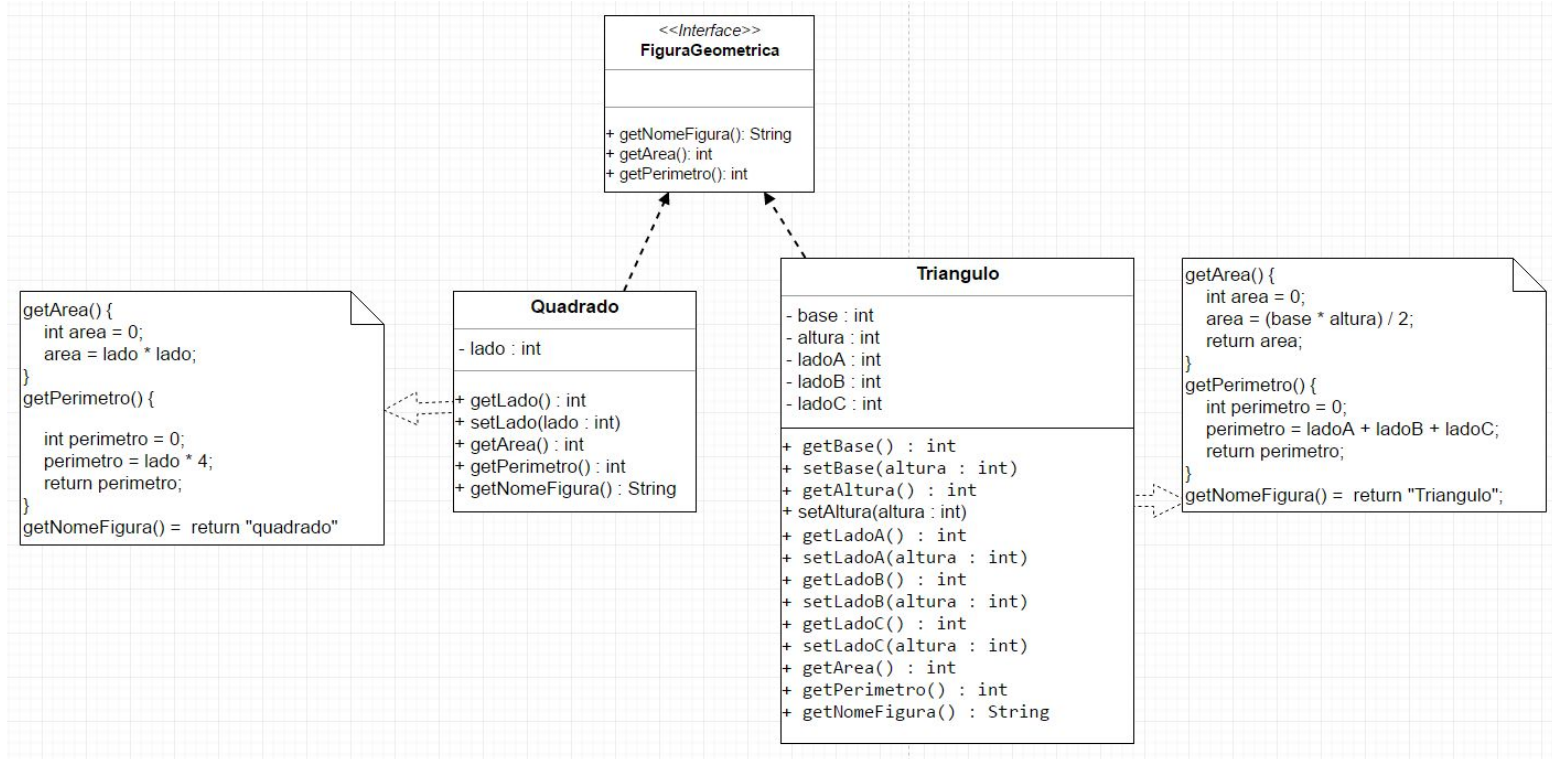 <<Interface>>
FiguraGeometrica
+ getNomeFigura(): String
+ getArea(): int
+ getPerimetro(): int
getArea() {
int area = 0;
area = lado * lado;
}
getPerimetro() {
int perimetro = 0;
perimetro = lado * 4;
return perimetro;
}
getNomeFigura() = return "quadrado"
Quadrado
- lado : int
+ getLado() : int
+ setLado(lado : int)
+ getArea() : int
+ getPerimetro() : int
+ getNomeFigura() : String
Triangulo
- base : int
- altura : int
- ladoA : int
- ladoB : int
- ladoC : int
+ getBase() : int
+ setBase(altura : int)
+ getAltura() : int
+ setAltura(altura : int)
+ getLadoA() : int
+ setLadoA(altura : int)
+ getLadoB() : int
+ setLadoB(altura : int)
+ getLadoC() : int
+ setLadoC(altura : int)
+ getArea() : int
+ getPerimetro() : int
+ getNomeFigura() : String
getArea() {
int area = 0;
area = (base * altura) / 2;
return area;
}
getPerimetro() {
int perimetro = 0;
perimetro = ladoA + ladoB + ladoC;
return perimetro;
}
getNomeFigura() = return "Triangulo";